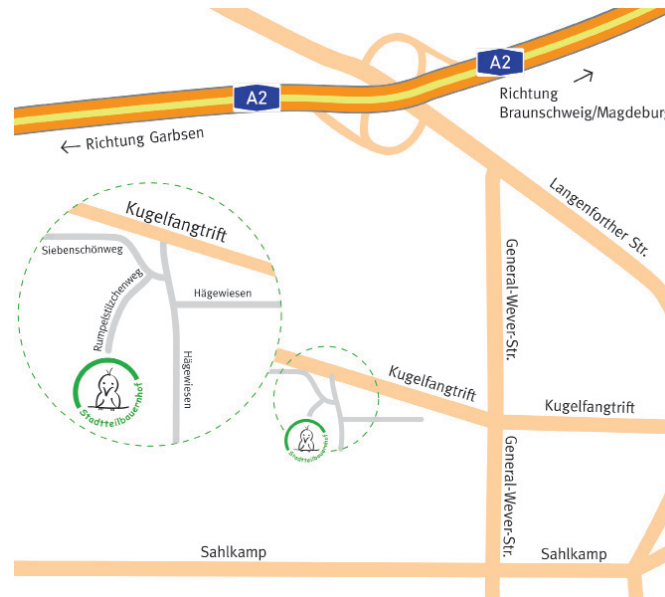 A2
A2
Richtung
Braunschweig/Magdeburg
← Richtung Garbsen
Langenforther Str.
Kugelfangtrift
Siebenschönweg
General-Wever-Str.
Rumpelstilzchenweg
Hägewiesen
Hägewiesen
Kugelfangtrift
Kugelfangtrift
Stadtteilbauernhof
Stadtteilbauernhof
General-Wever-Str.
Sahlkamp
Sahlkamp